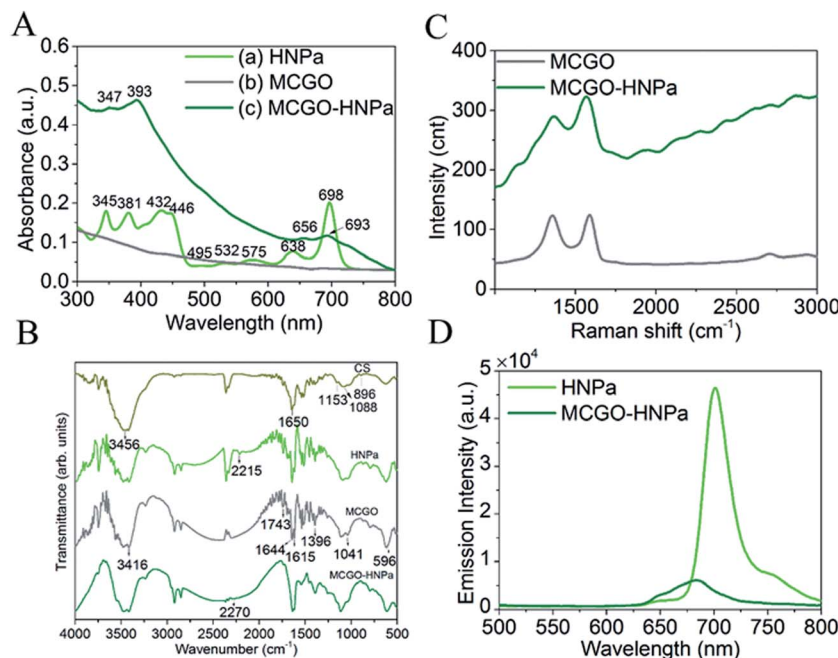 A
Absorbance (a.u.)
0.6
0.5
0.4
0.3
0.2
0.1
0.0
(a) HNPa
(b) MCGO
(c) MCGO-HNPa
347
393
345
381
432
446
495
532
575
638
656
698
693
300 400 500 600 700 800
Wavelength (nm)
C
Intensity (cnt)
400
300
200
100
0
MCGO
MCGO-HNPa
1500 2000 2500 3000
Raman shift (cm-1)
B
Transmittance (arb. units)
CS
1153
896
1088
1650
3456
HNPa
2215
MCGO
1743
1644
1615
1396
1041
596
3416
MCGO-HNPa
2270
4000 3500 3000 2500 2000 1500 1000 500
Wavenumber (cm-1)
D
×10⁴
Emission Intensity (a.u.)
5
4
3
2
1
0
HNPa
MCGO-HNPa
500 550 600 650 700 750 800
Wavelength (nm)